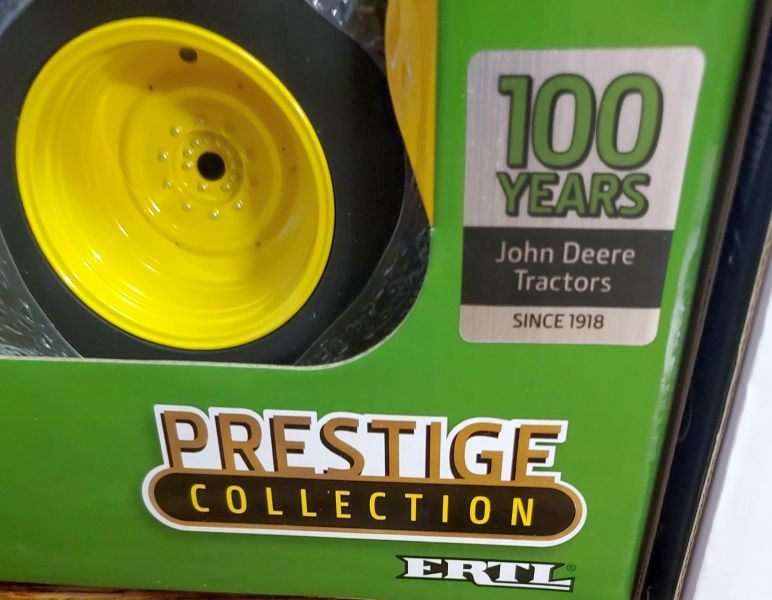 100
YEARS
John Deere
Tractors
SINCE 1918
PRESTIGE
COLLECTION
ERTL®